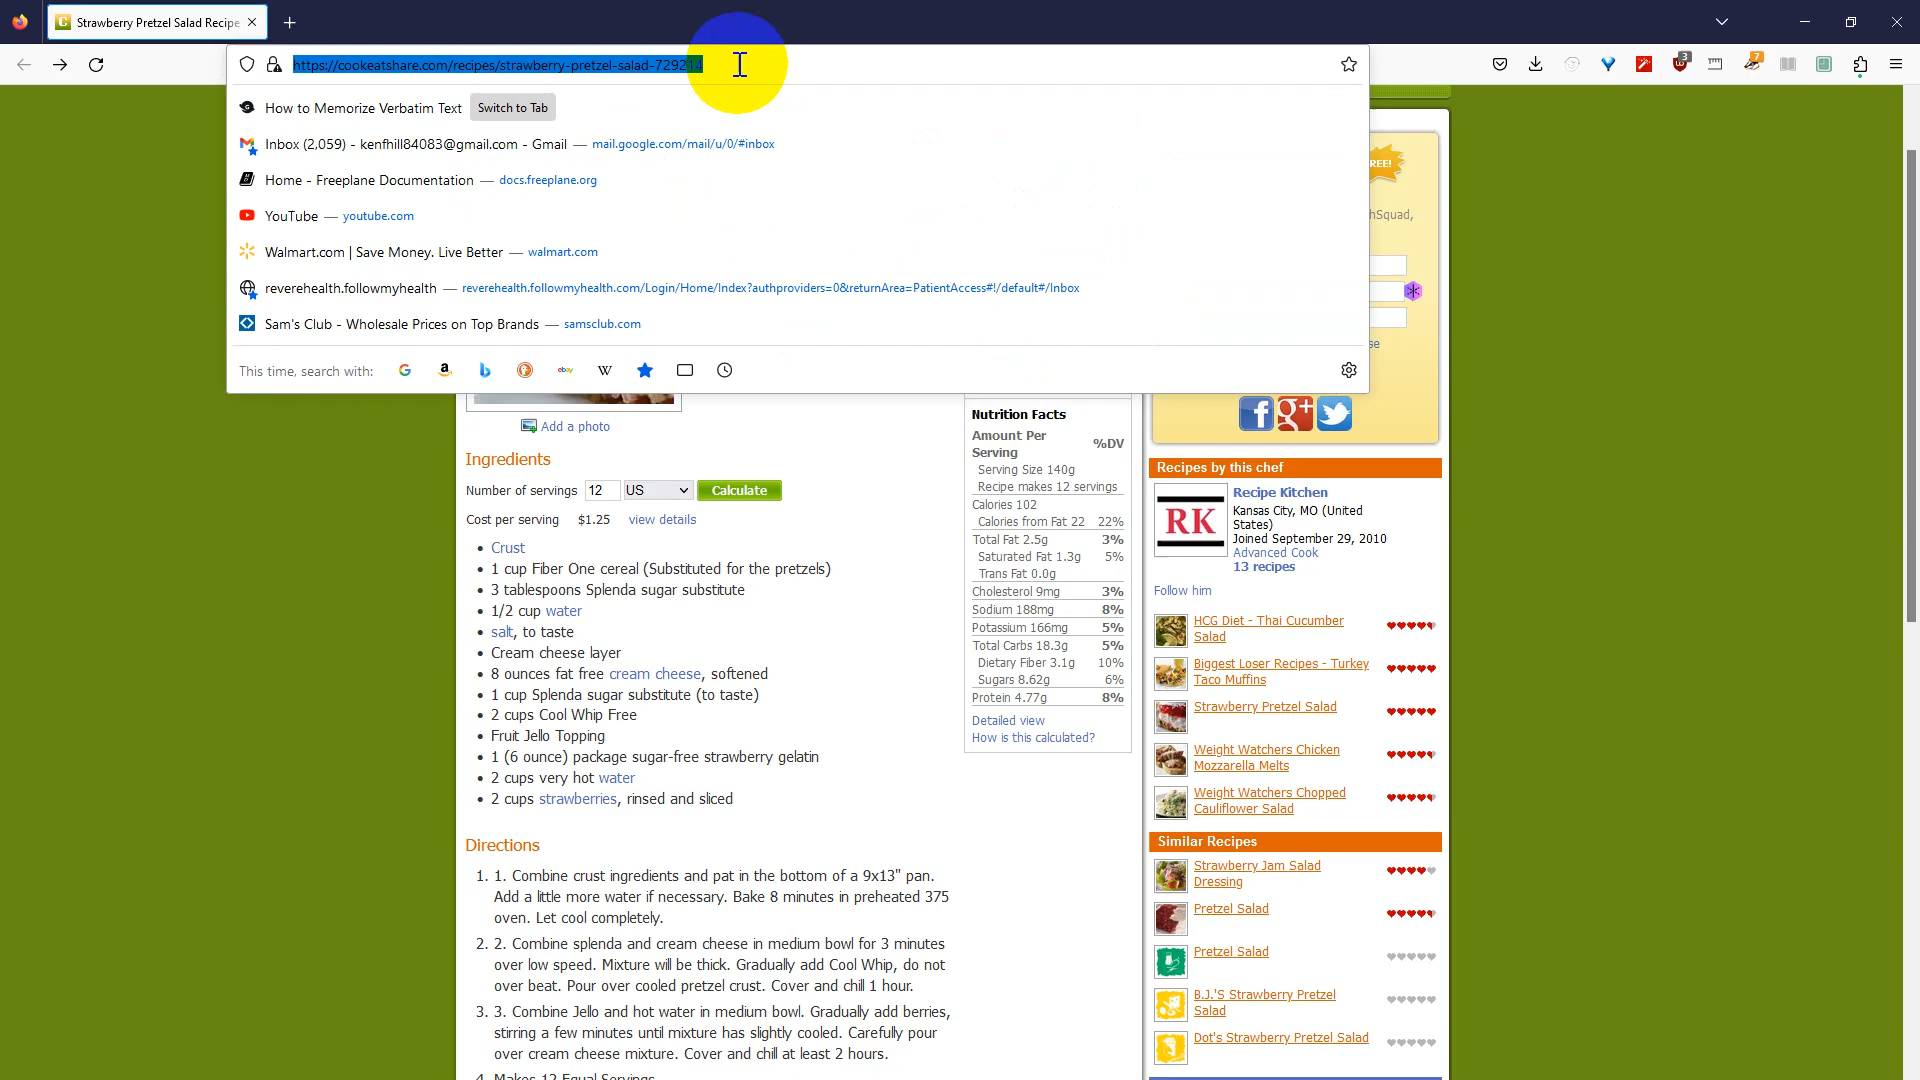 Strawberry Pretzel Salad Recipe
https://cookeatshare.com/recipes/strawberry-pretzel-salad-729214
3
7
How to Memorize Verbatim Text Switch to Tab
Inbox (2,059) - kenfhill84083@gmail.com - Gmail — mail.google.com/mail/u/0/#inbox
Home - Freeplane Documentation — docs.freeplane.org
YouTube — youtube.com
Walmart.com | Save Money. Live Better — walmart.com
reverehealth.followmyhealth — reverehealth.followmyhealth.com/Login/Home/Index?authproviders=0&returnArea=PatientAccess#!/default#/Inbox
Sam's Club - Wholesale Prices on Top Brands — samsclub.com
This time, search with:
Add a photo
Ingredients
Number of servings 12 US Calculate
Cost per serving $1.25 view details
• Crust
• 1 cup Fiber One cereal (Substituted for the pretzels)
• 3 tablespoons Splenda sugar substitute
• 1/2 cup water
• salt, to taste
• Cream cheese layer
• 8 ounces fat free cream cheese, softened
• 1 cup Splenda sugar substitute (to taste)
• 2 cups Cool Whip Free
• Fruit Jello Topping
• 1 (6 ounce) package sugar-free strawberry gelatin
• 2 cups very hot water
• 2 cups strawberries, rinsed and sliced
Directions
1. 1. Combine crust ingredients and pat in the bottom of a 9x13" pan.
Add a little more water if necessary. Bake 8 minutes in preheated 375
oven. Let cool completely.
2. 2. Combine splenda and cream cheese in medium bowl for 3 minutes
over low speed. Mixture will be thick. Gradually add Cool Whip, do not
over beat. Pour over cooled pretzel crust. Cover and chill 1 hour.
3. 3. Combine Jello and hot water in medium bowl. Gradually add berries,
stirring a few minutes until mixture has slightly cooled. Carefully pour
over cream cheese mixture. Cover and chill at least 2 hours.
4. Makes 12 Equal Servings
Nutrition Facts
Amount Per
Serving %DV
Serving Size 140g
Recipe makes 12 servings
Calories 102
Calories from Fat 22 22%
Total Fat 2.5g 3%
Saturated Fat 1.3g 5%
Trans Fat 0.0g
Cholesterol 9mg 3%
Sodium 188mg 8%
Potassium 166mg 5%
Total Carbs 18.3g 5%
Dietary Fiber 3.1g 10%
Sugars 8.62g 6%
Protein 4.77g 8%
Detailed view
How is this calculated?
REE!
hSquad,
se
Recipes by this chef
RK
Recipe Kitchen
Kansas City, MO (United
States)
Joined September 29, 2010
Advanced Cook
13 recipes
Follow him
HCG Diet - Thai Cucumber
Salad
Biggest Loser Recipes - Turkey
Taco Muffins
Strawberry Pretzel Salad
Weight Watchers Chicken
Mozzarella Melts
Weight Watchers Chopped
Cauliflower Salad
Similar Recipes
Strawberry Jam Salad
Dressing
Pretzel Salad
Pretzel Salad
B.J.'S Strawberry Pretzel
Salad
Dot's Strawberry Pretzel Salad